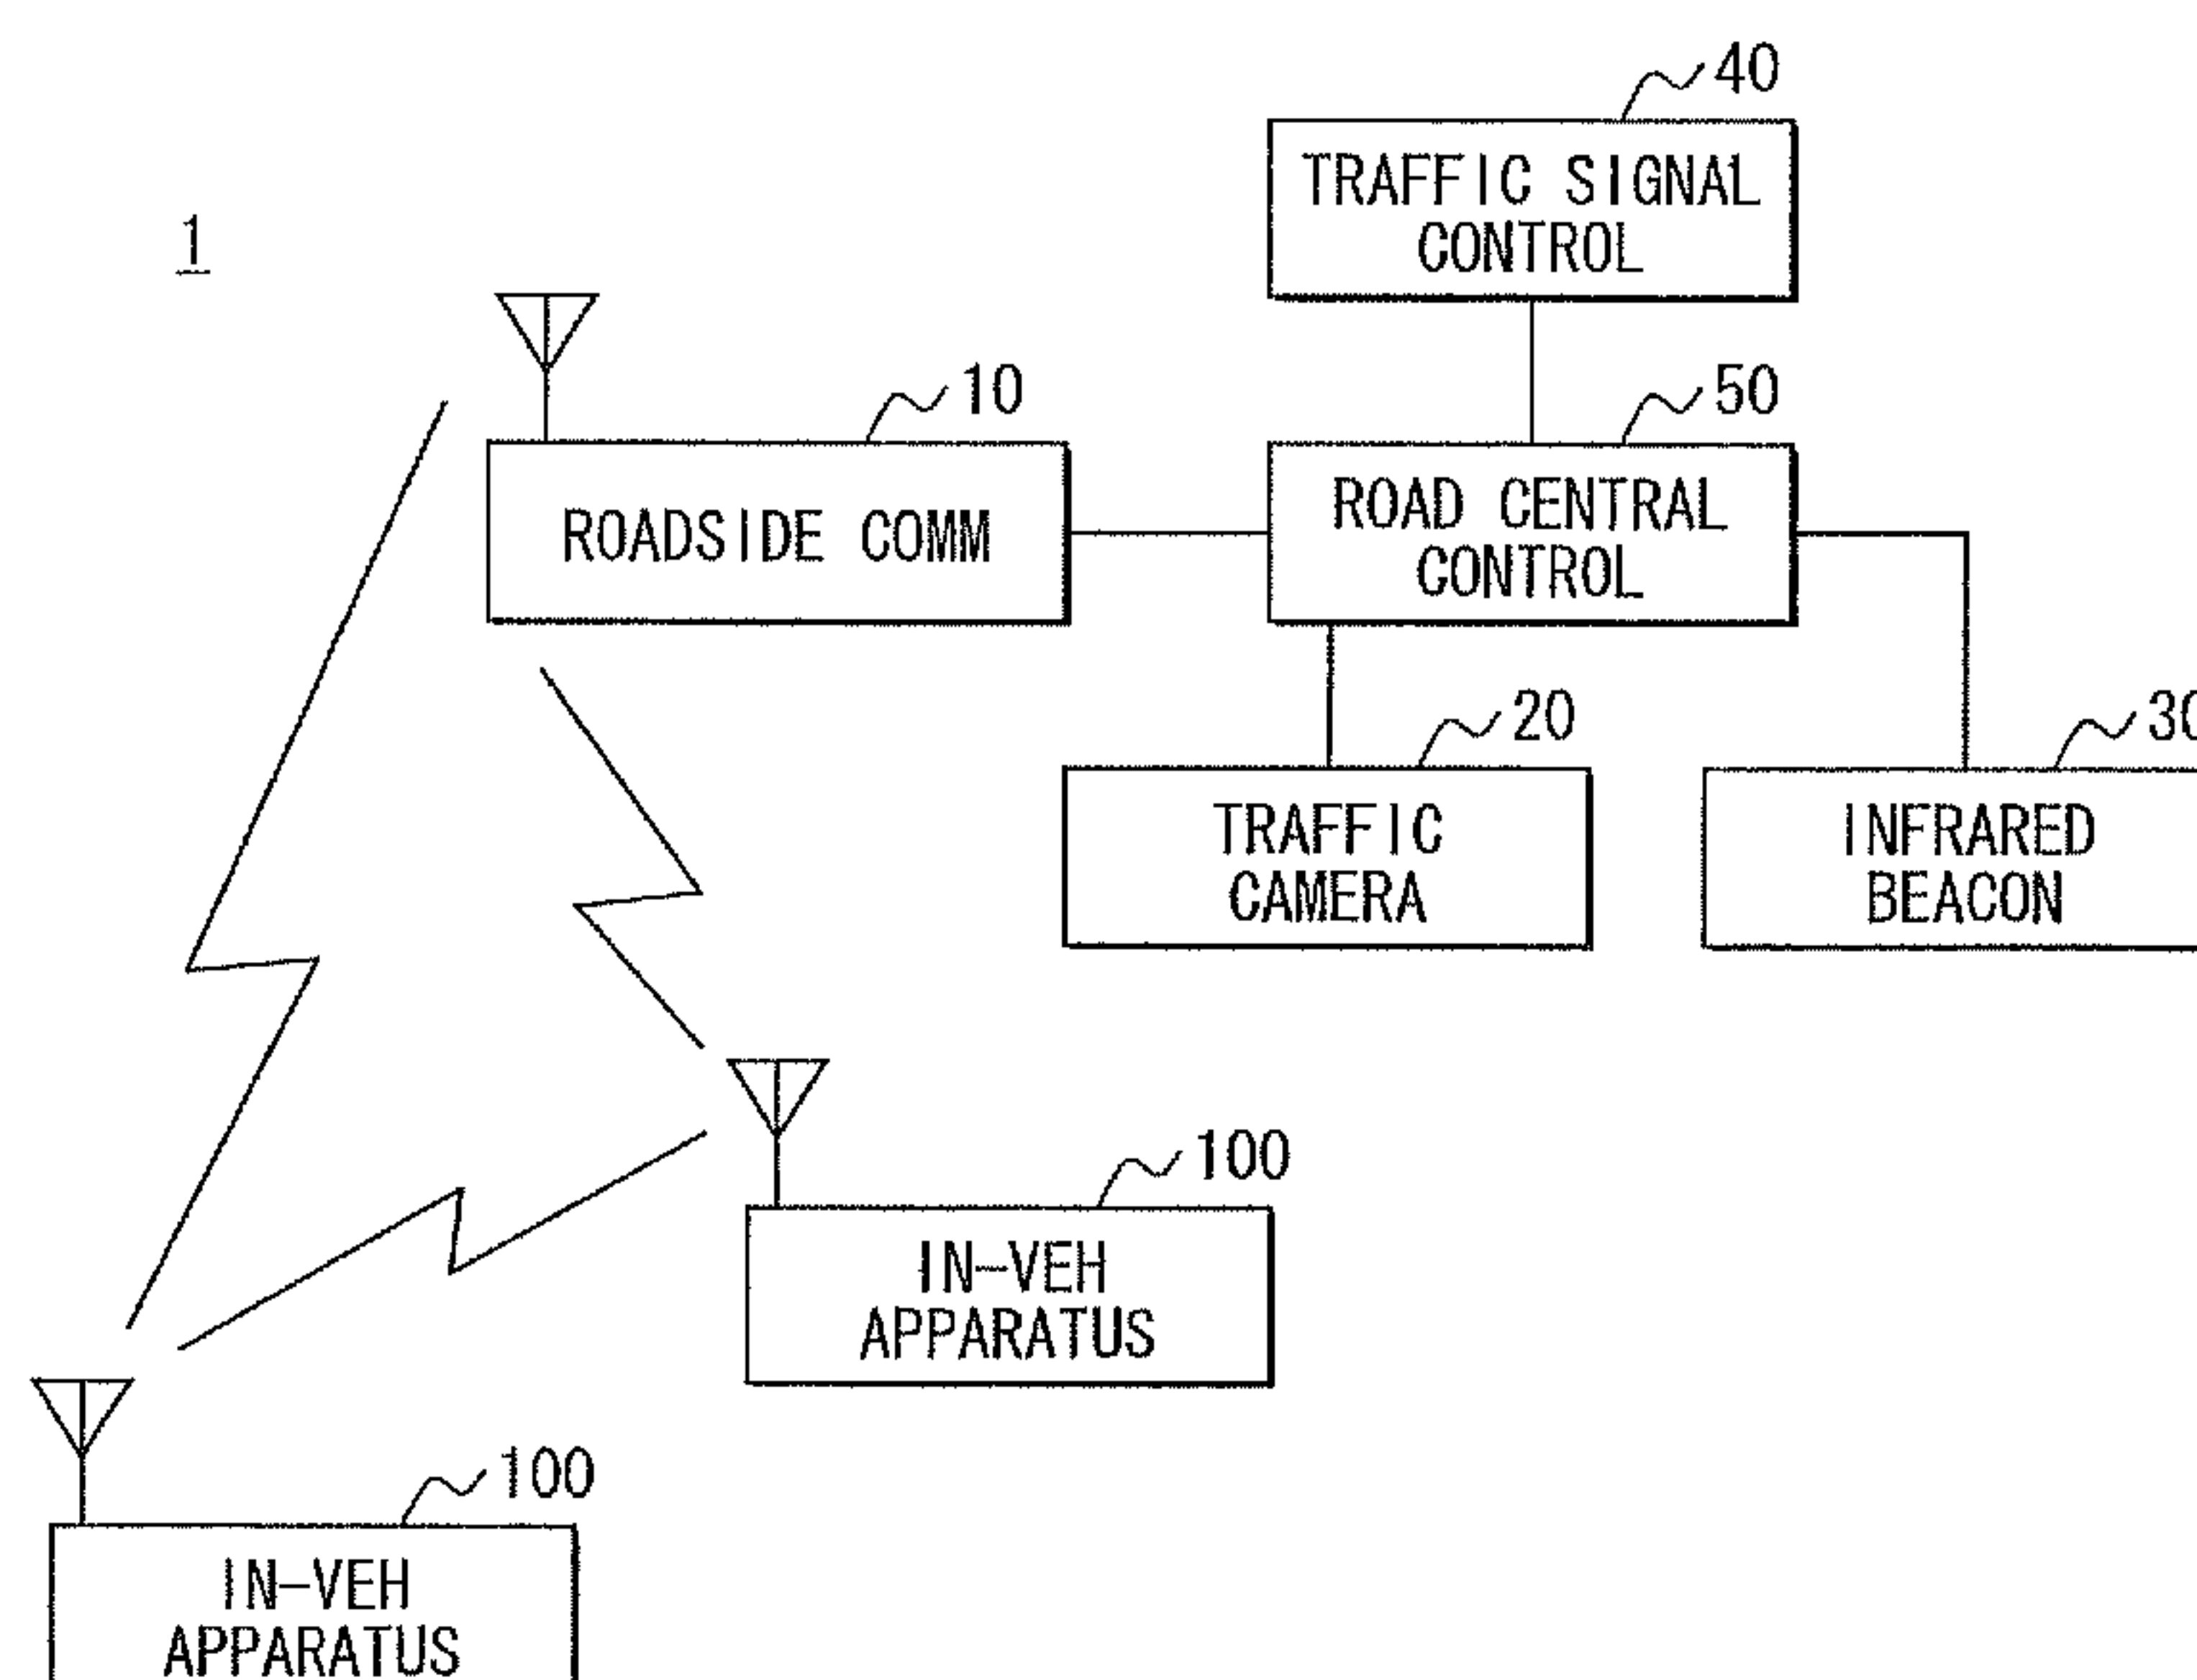 40
TRAFFIC SIGNAL
CONTROL
1
10
50
ROADSIDE COMM
ROAD CENTRAL
CONTROL
20
30
TRAFFIC
CAMERA
INFRARED
BEACON
100
IN-VEH
APPARATUS
100
IN-VEH
APPARATUS